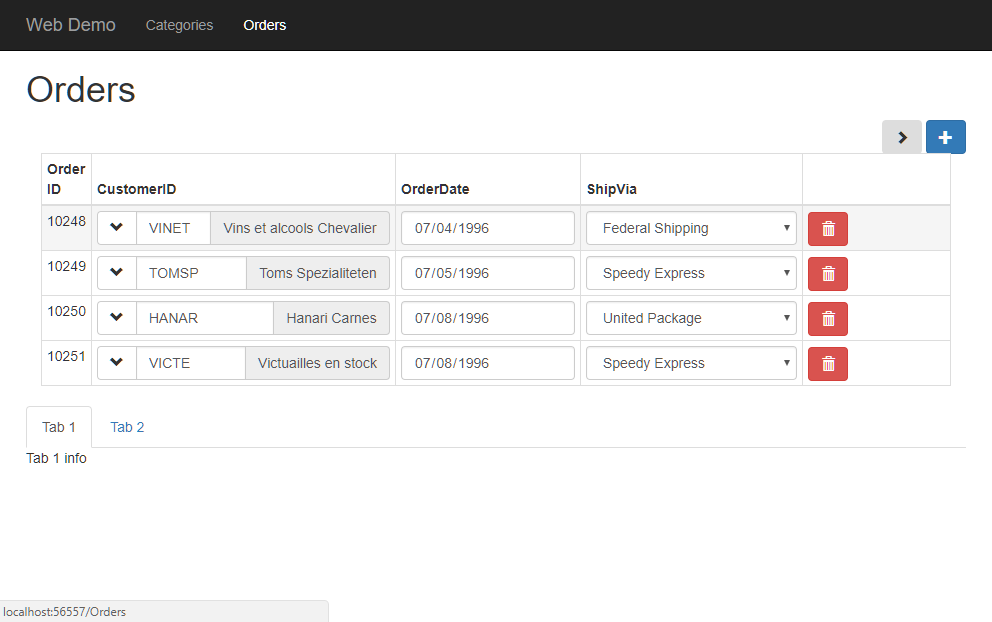 Web Demo Categories Orders
Orders
Order ID CustomerID OrderDate ShipVia
10248 VINET Vins et alcools Chevalier 07/04/1996 Federal Shipping
10249 TOMSP Toms Spezialiteten 07/05/1996 Speedy Express
10250 HANAR Hanari Carnes 07/08/1996 United Package
10251 VICTE Victuailles en stock 07/08/1996 Speedy Express
Tab 1 Tab 2
Tab 1 info
localhost:56557/Orders